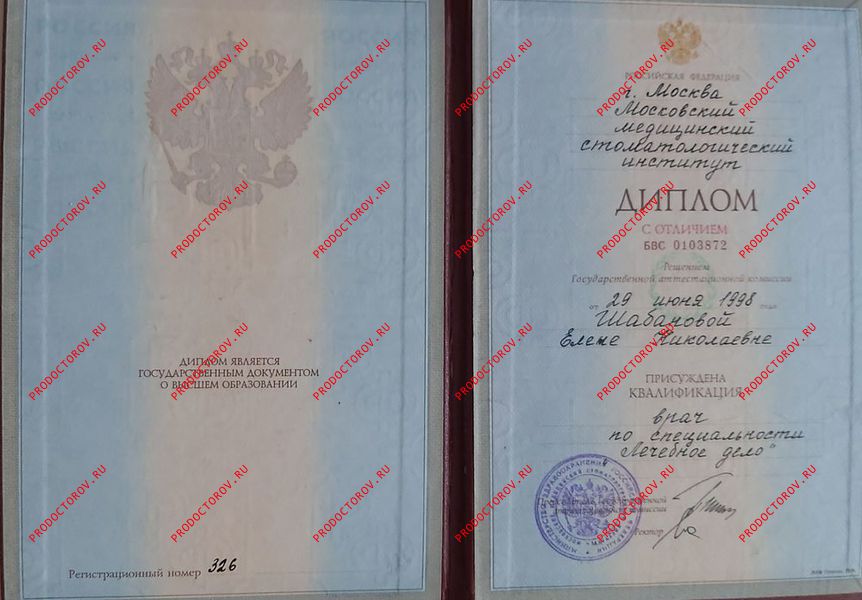 ДИПЛОМ ЯВЛЯЕТСЯ
ГОСУДАРСТВЕННЫМ ДОКУМЕНТОМ
О ВЫСШЕМ ОБРАЗОВАНИИ
Регистрационный номер 326
РОССИЙСКАЯ ФЕДЕРАЦИЯ
г. Москва
Московский
медицинский
стоматологический
институт
ДИПЛОМ
С ОТЛИЧИЕМ
БВС 0103872
Решением
Государственной аттестационной комиссии
от 29 июня 1998 года
Шабановой
Елене Николаевне
ПРИСУЖДЕНА
КВАЛИФИКАЦИЯ
врач
по специальности
"Лечебное дело"
Ректор
PRODOCTOROV.RU